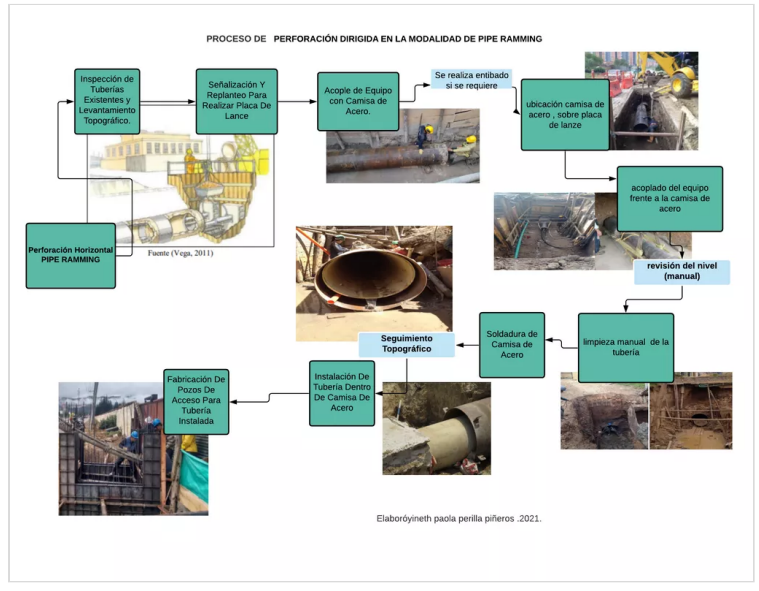 PROCESO DE PERFORACIÓN DIRIGIDA EN LA MODALIDAD DE PIPE RAMMING
Inspección de
Tuberías
Existentes y
Levantamiento
Topográfico.
Señalización Y
Replanteo Para
Realizar Placa De
Lance
Acople de Equipo
con Camisa de
Acero.
Se realiza entibado
si se requiere
ubicación camisa de
acero , sobre placa
de lanze
acoplado del equipo
frente a la camisa de
acero
Perforación Horizontal
PIPE RAMMING
Fuente (Vega, 2011)
revisión del nivel
(manual)
limpieza manual de la
tubería
Soldadura de
Camisa de
Acero
Seguimiento
Topográfico
Instalación De
Tubería Dentro
De Camisa De
Acero
Fabricación De
Pozos De
Acceso Para
Tubería
Instalada
Elaboróyineth paola perilla piñeros .2021.